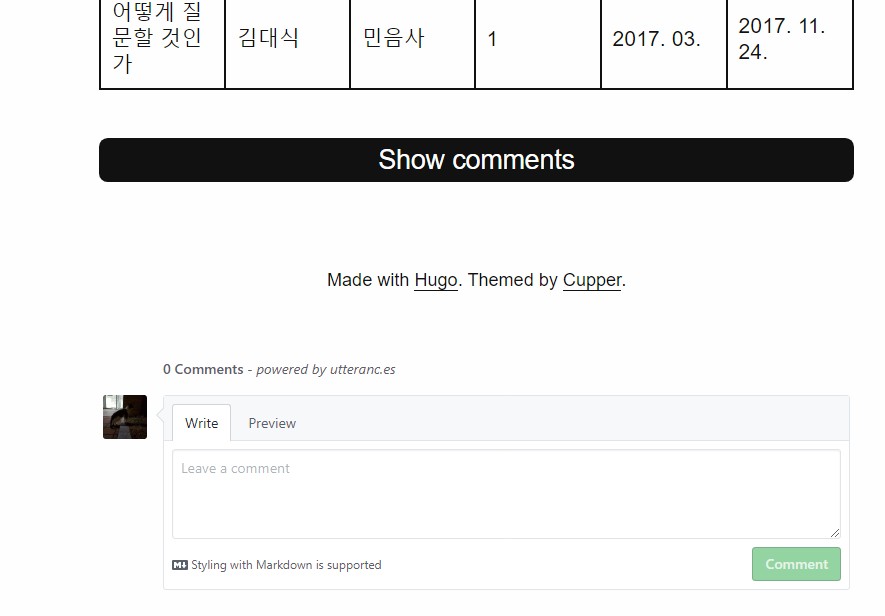 어떻게 질
문할 것인
가
김대식
민음사
1
2017. 03.
2017. 11.
24.
Show comments
Made with Hugo. Themed by Cupper.
0 Comments - powered by utteranc.es
Write
Preview
Leave a comment
M↓ Styling with Markdown is supported
Comment